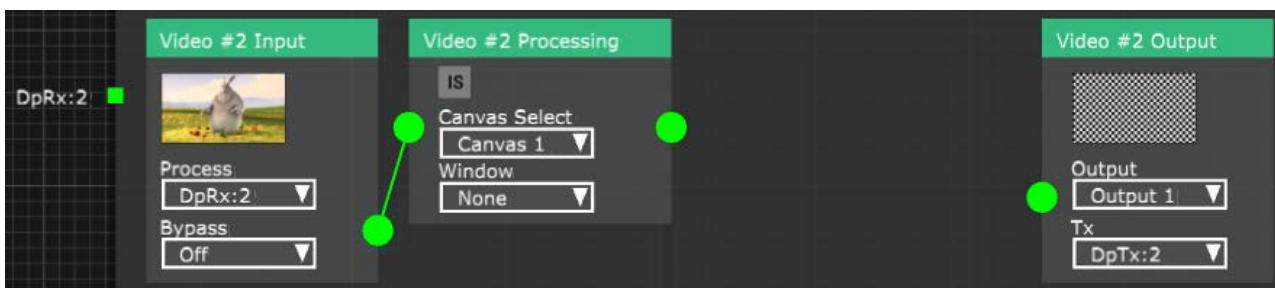 DpRx:2
Video #2 Input
Process
DpRx:2
Bypass
Off
Video #2 Processing
IS
Canvas Select
Canvas 1
Window
None
Video #2 Output
Output
Output 1
Tx
DpTx:2